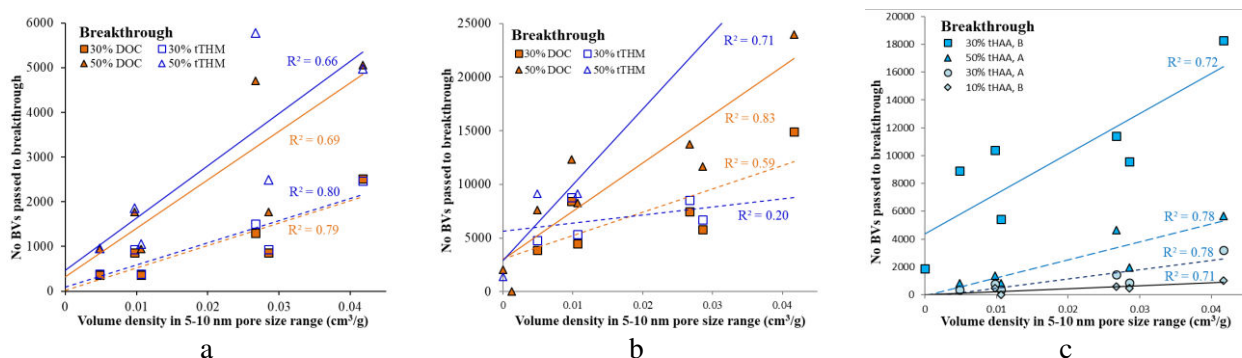 Breakthrough
30% DOC
30% tTHM
50% DOC
50% tTHM
No BVs passed to breakthrough
6000
5000
4000
3000
2000
1000
0
R² = 0.66
R² = 0.69
R² = 0.80
R² = 0.79
0.00
0.01
0.02
0.03
0.04
Volume density in 5-10 nm pore size range (cm³/g)
a
Breakthrough
30% DOC
30% tTHM
50% DOC
50% tTHM
No BVs passed to breakthrough
25000
20000
15000
10000
5000
0
R² = 0.71
R² = 0.83
R² = 0.59
R² = 0.20
0.00
0.01
0.02
0.03
0.04
Volume density in 5-10 nm pore size range (cm³/g)
b
Breakthrough
30% tHAA, B
50% tHAA, A
30% tHAA, A
10% tHAA, B
No BVs passed to breakthrough
20000
18000
16000
14000
12000
10000
8000
6000
4000
2000
0
R² = 0.72
R² = 0.78
R² = 0.78
R² = 0.71
0
0.01
0.02
0.03
0.04
Volume density in 5-10 nm pore size range (cm³/g)
c